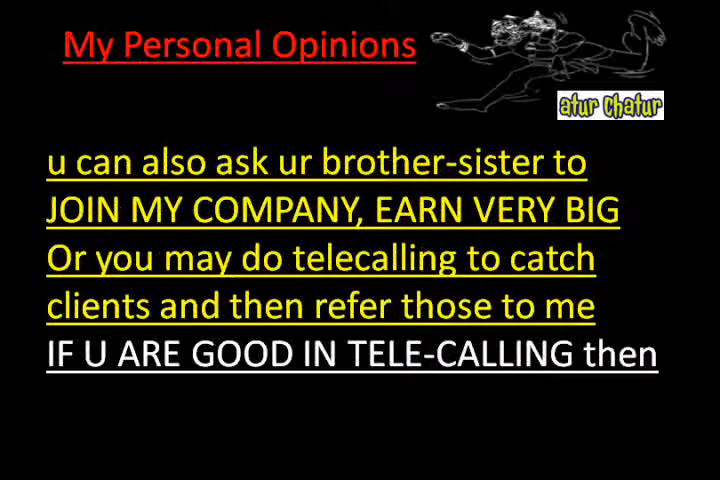 My Personal Opinions
atur Chatur
u can also ask ur brother-sister to
JOIN MY COMPANY, EARN VERY BIG
Or you may do telecalling to catch
clients and then refer those to me
IF U ARE GOOD IN TELE-CALLING then